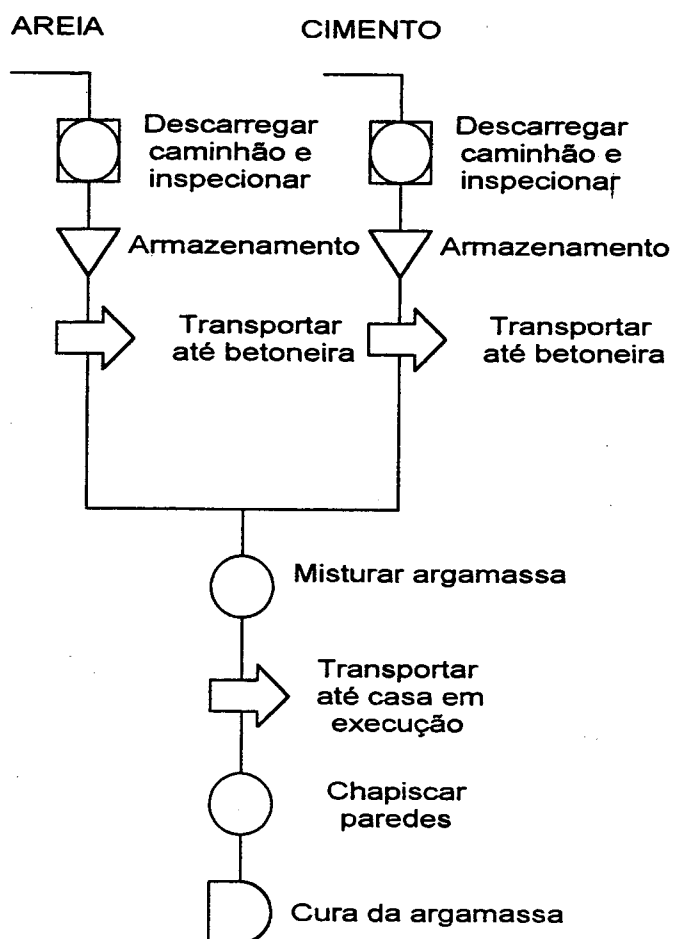 AREIA
CIMENTO
Descarregar
caminhão e
inspecionar
Descarregar
caminhão e
inspecionar
Armazenamento
Armazenamento
Transportar
até betoneira
Transportar
até betoneira
Misturar argamassa
Transportar
até casa em
execução
Chapiscar
paredes
Cura da argamassa